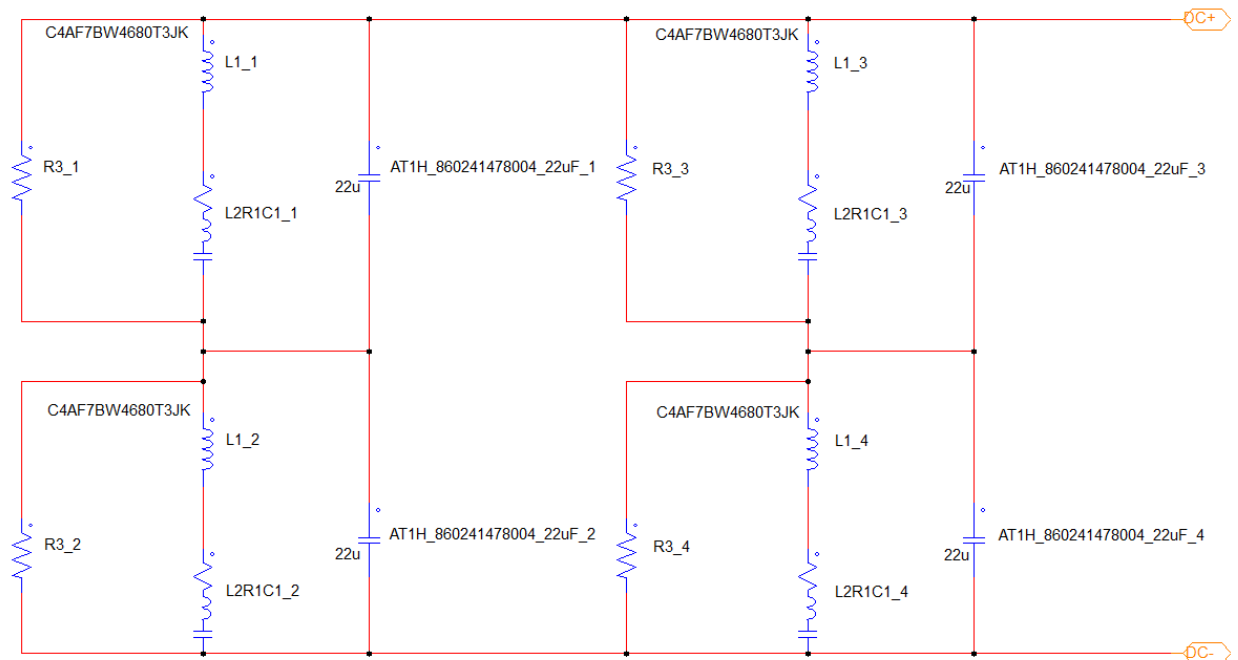 C4AF7BW4680T3JK
C4AF7BW4680T3JK
DC+
L1_1
L1_3
R3_1
AT1H_860241478004_22uF_1
R3_3
AT1H_860241478004_22uF_3
22u
22u
L2R1C1_1
L2R1C1_3
C4AF7BW4680T3JK
C4AF7BW4680T3JK
L1_2
L1_4
R3_2
AT1H_860241478004_22uF_2
R3_4
AT1H_860241478004_22uF_4
22u
22u
L2R1C1_2
L2R1C1_4
DC-